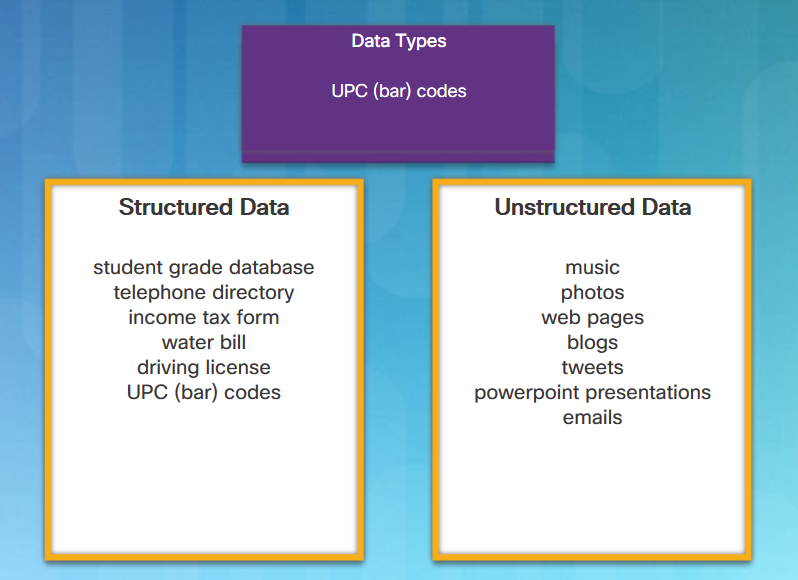 Data Types
UPC (bar) codes
Structured Data
student grade database
telephone directory
income tax form
water bill
driving license
UPC (bar) codes
Unstructured Data
music
photos
web pages
blogs
tweets
powerpoint presentations
emails